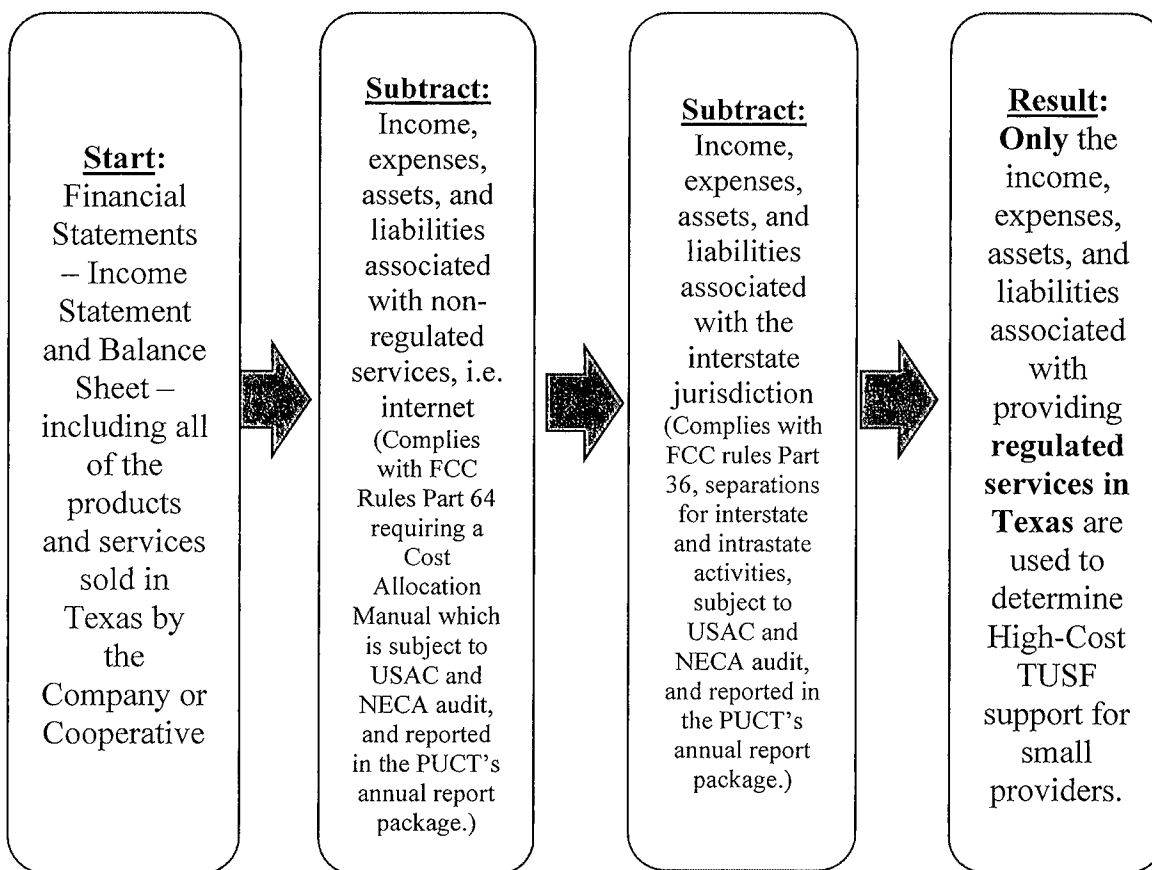 Start:
Financial
Statements
– Income
Statement
and Balance
Sheet –
including all
of the
products
and services
sold in
Texas by
the
Company or
Cooperative
Subtract:
Income,
expenses,
assets, and
liabilities
associated
with non-
regulated
services, i.e.
internet
(Complies
with FCC
Rules Part 64
requiring a
Cost
Allocation
Manual which
is subject to
USAC and
NECA audit,
and reported
in the PUCT's
annual report
package.)
Subtract:
Income,
expenses,
assets, and
liabilities
associated
with the
interstate
jurisdiction
(Complies with
FCC rules Part
36, separations
for interstate
and intrastate
activities,
subject to
USAC and
NECA audit,
and reported in
the PUCT's
annual report
package.)
Result:
Only the
income,
expenses,
assets, and
liabilities
associated
with
providing
regulated
services in
Texas are
used to
determine
High-Cost
TUSF
support for
small
providers.